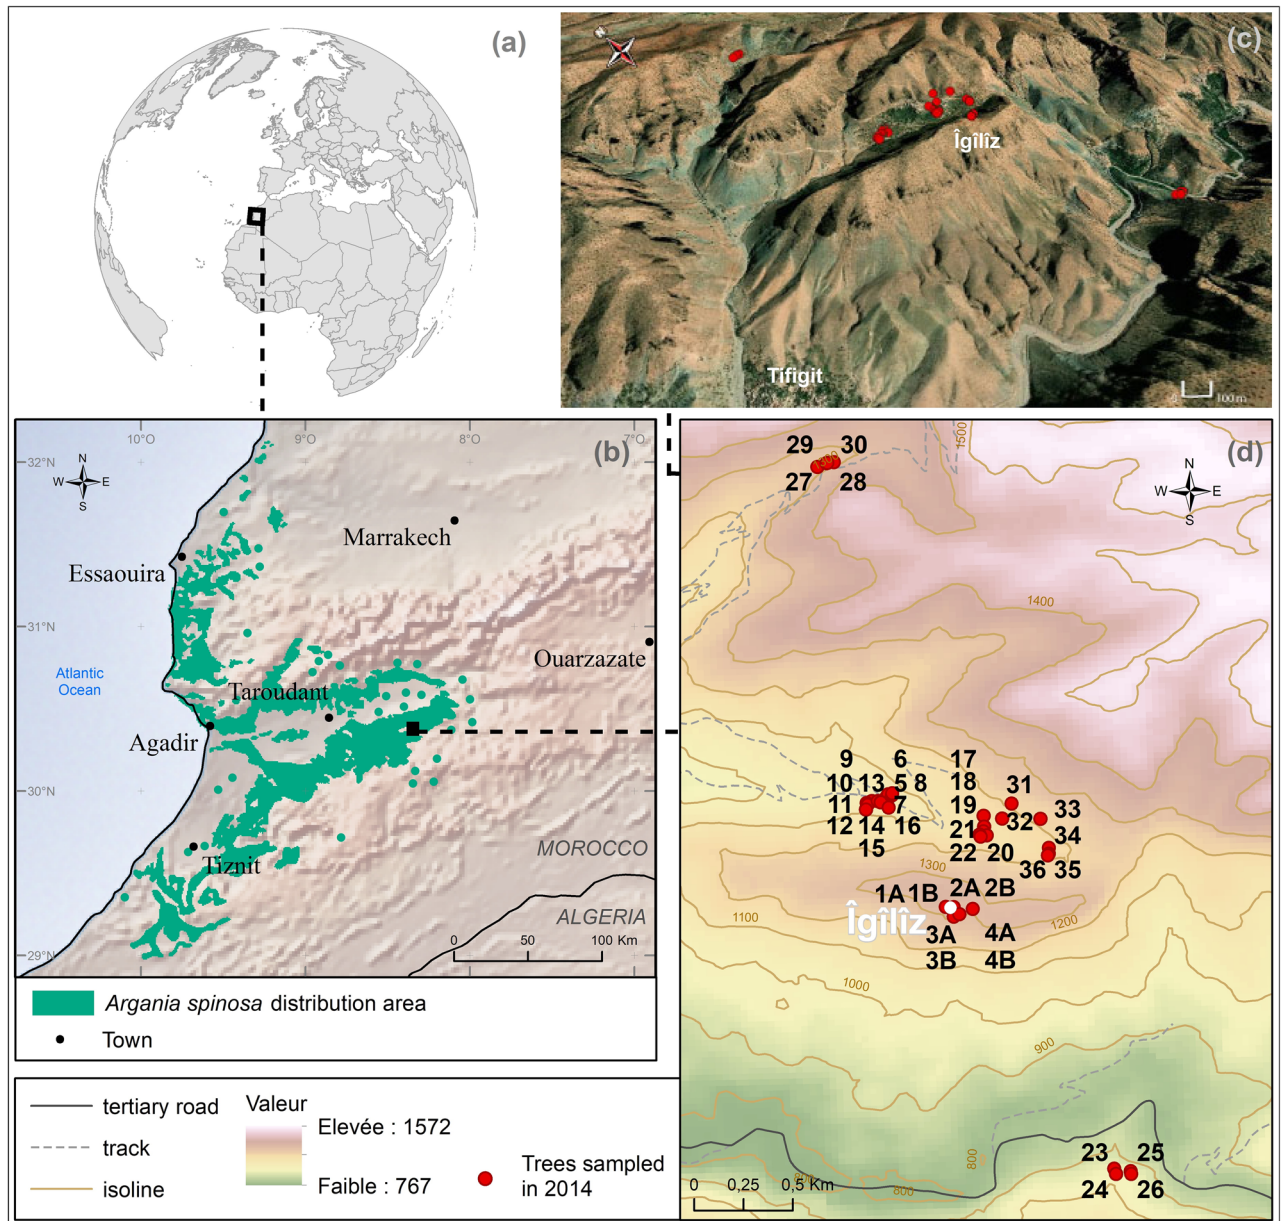 (a)
(c)
N
Îgîlîz
Tifigit
0 100 m
10°O 9°O 8°O 7°O
(b)
32°N
N
W E
S
Marrakech
Essaouira
31°N
Ouarzazate
Atlantic
Ocean
Taroudant
Agadir
30°N
MOROCCO
Tiznit
ALGERIA
0 50 100 Km
29°N
Argania spinosa distribution area
Town
tertiary road
track
isoline
Valeur
Elevée : 1572
Faible : 767
Trees sampled
in 2014
(d)
1500
29 30
1300
27 28
N
W E
S
1400
9 6 17
10 13 5 8 18
11 7 19 31 33
12 14 16 21 32 34
15 22 20
1300 36 35
1A 1B 2A 2B
Îgîlîz
1100 1200
3A 4A
3B 4B
1000
900
800
23 25
24 26
800
0 0,25 0,5 Km